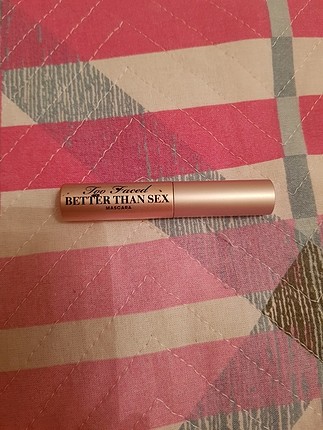 Too Faced
BETTER THAN SEX
MASCARA